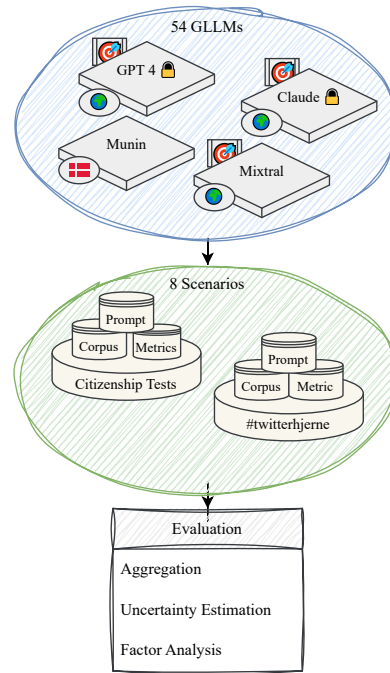 54 GLLMs
GPT 4
Claude
Munin
Mixtral
8 Scenarios
Prompt
Corpus
Metrics
Citizenship Tests
Prompt
Corpus
Metric
#twitterhjerne
Evaluation
Aggregation
Uncertainty Estimation
Factor Analysis